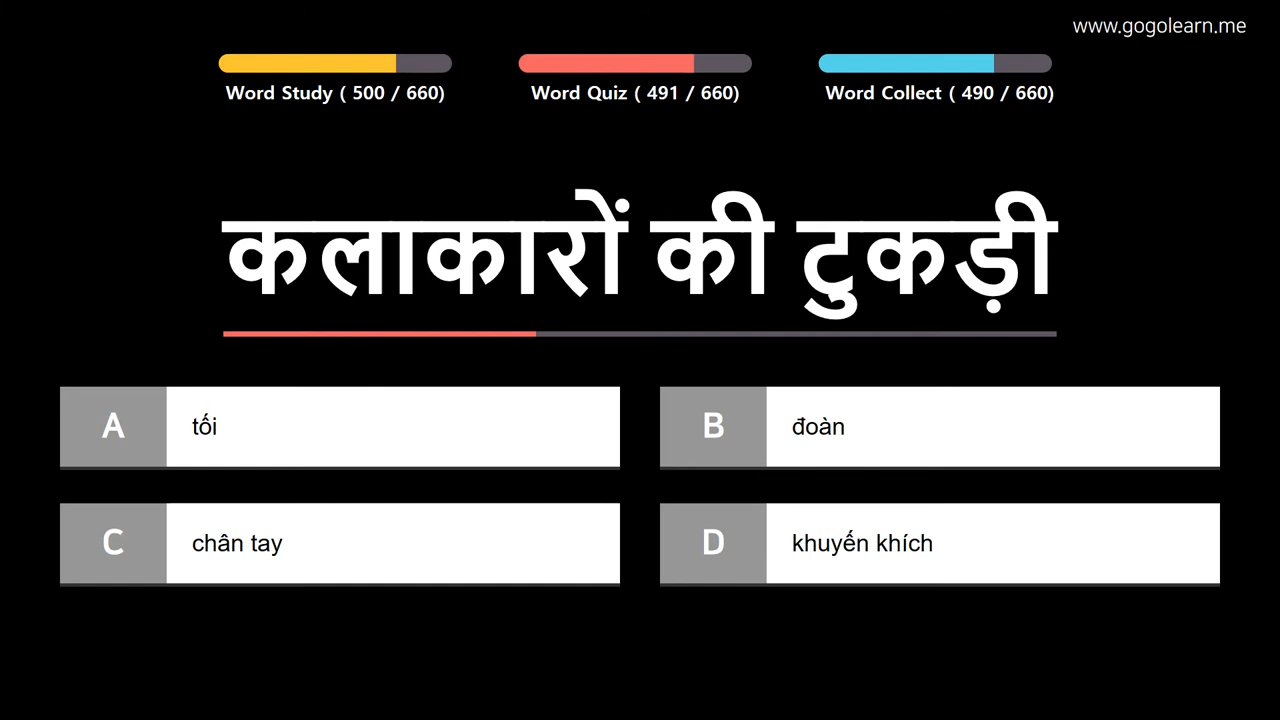 www.gogolearn.me
Word Study ( 500 / 660)
Word Quiz ( 491 / 660)
Word Collect ( 490 / 660)
कलाकारों की टुकड़ी
A tối
B đoàn
C chân tay
D khuyến khích